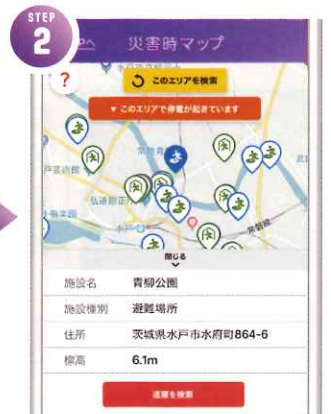 STEP
2
災害時マップ
?
このエリアを検索
▼ このエリアで停電が起きています
閉じる
施設名 青柳公園
施設種別 避難場所
住所 茨城県水戸市水府町864-6
標高 6.1m
道順を検索